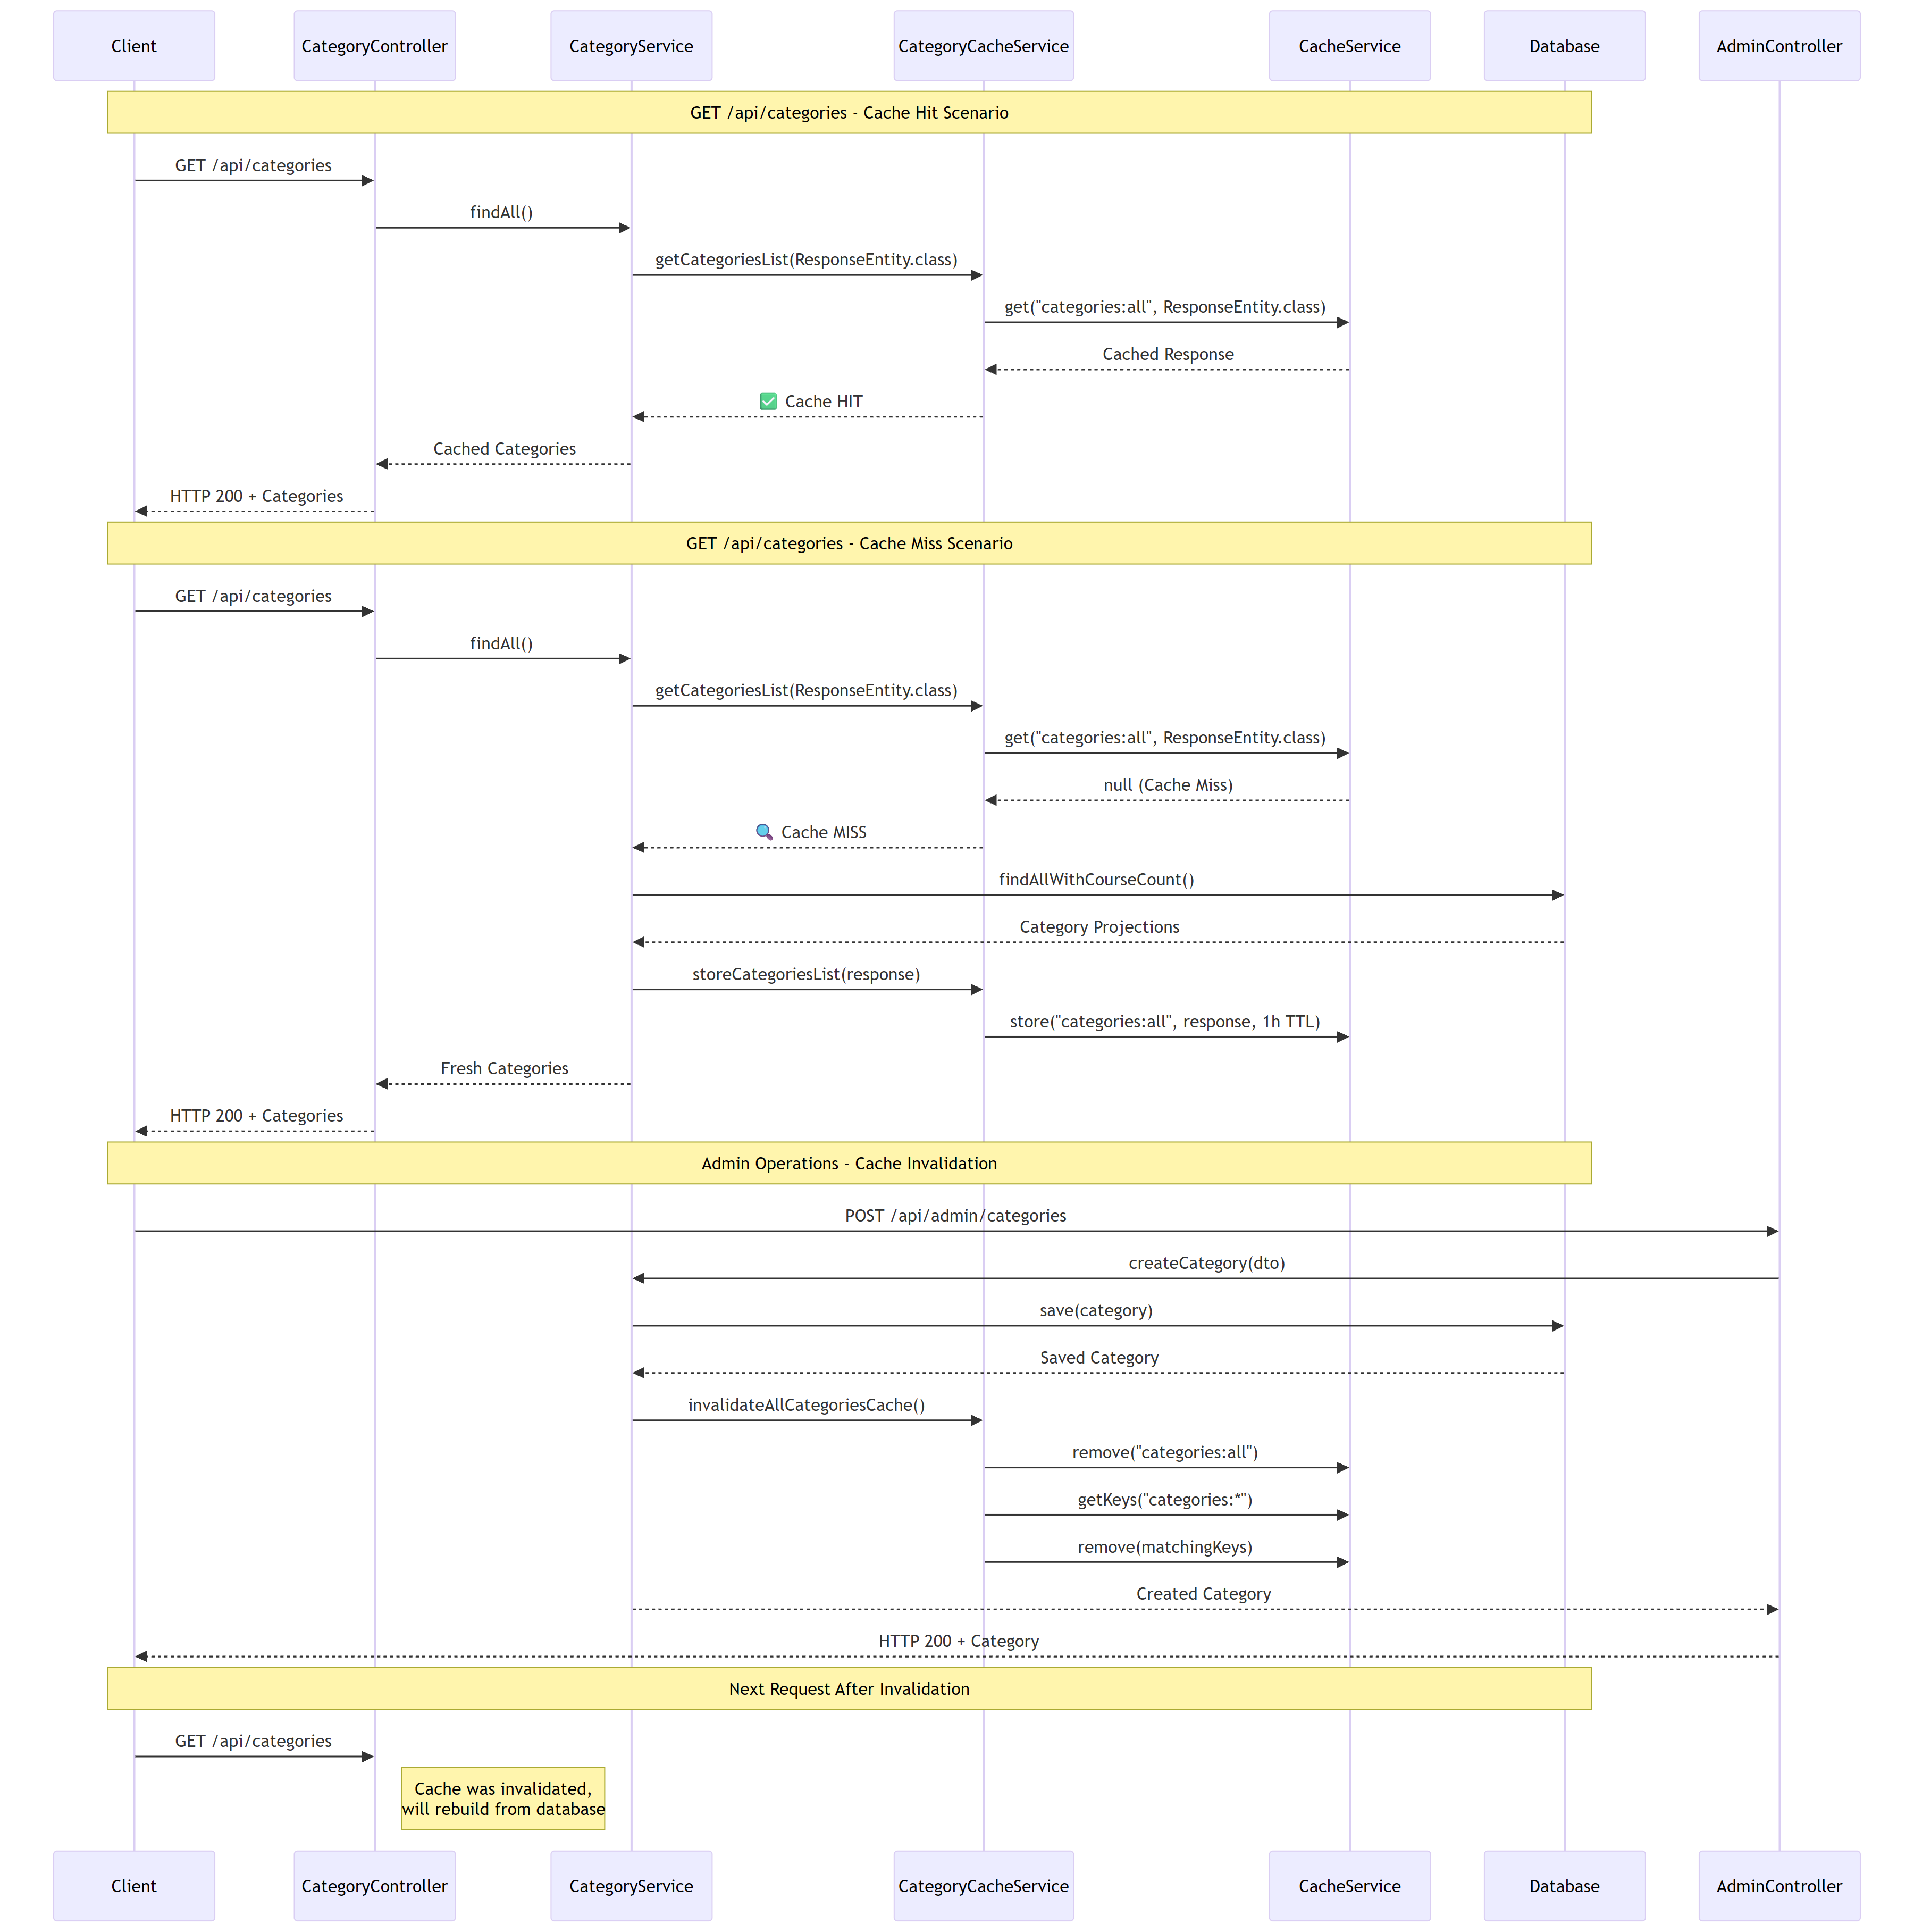 Client
CategoryController
CategoryService
CategoryCacheService
CacheService
Database
AdminController
GET /api/categories - Cache Hit Scenario
GET /api/categories
findAll()
getCategoriesList(ResponseEntity.class)
get("categories:all", ResponseEntity.class)
Cached Response
✅ Cache HIT
Cached Categories
HTTP 200 + Categories
GET /api/categories - Cache Miss Scenario
GET /api/categories
findAll()
getCategoriesList(ResponseEntity.class)
get("categories:all", ResponseEntity.class)
null (Cache Miss)
🔍 Cache MISS
findAllWithCourseCount()
Category Projections
storeCategoriesList(response)
store("categories:all", response, 1h TTL)
Fresh Categories
HTTP 200 + Categories
Admin Operations - Cache Invalidation
POST /api/admin/categories
createCategory(dto)
save(category)
Saved Category
invalidateAllCategoriesCache()
remove("categories:all")
getKeys("categories:*")
remove(matchingKeys)
Created Category
HTTP 200 + Category
Next Request After Invalidation
GET /api/categories
Cache was invalidated,
will rebuild from database
Client
CategoryController
CategoryService
CategoryCacheService
CacheService
Database
AdminController